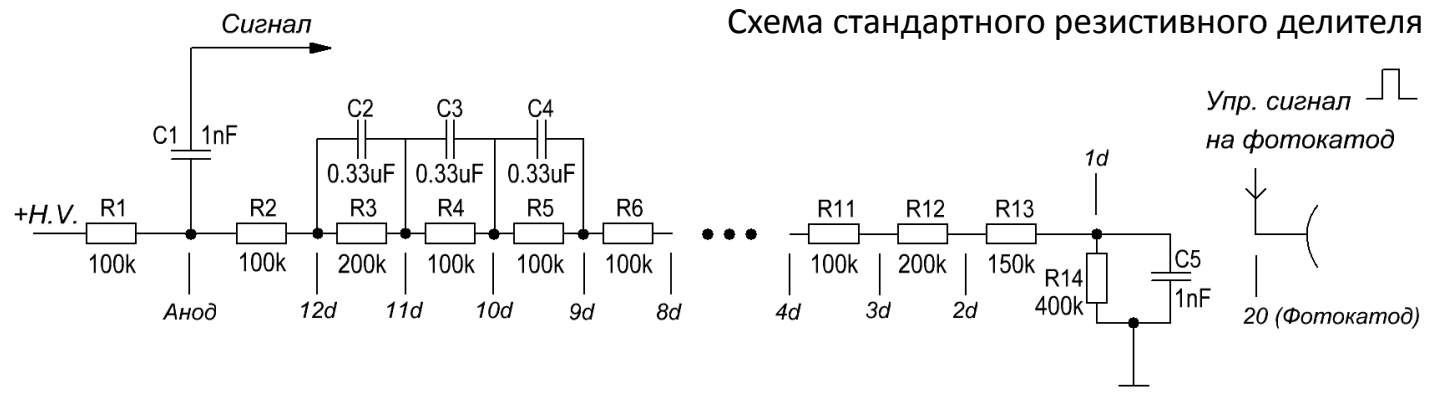 Схема стандартного резистивного делителя
Сигнал
Упр. сигнал
на фотокатод
C1 1nF
C2 C3 C4
0.33uF 0.33uF 0.33uF
1d
+H.V. R1 R2 R3 R4 R5 R6 R11 R12 R13
100k 100k 200k 100k 100k 100k 100k 200k 150k
R14
400k
C5
1nF
Анод 12d 11d 10d 9d 8d 4d 3d 2d 20 (Фотокатод)